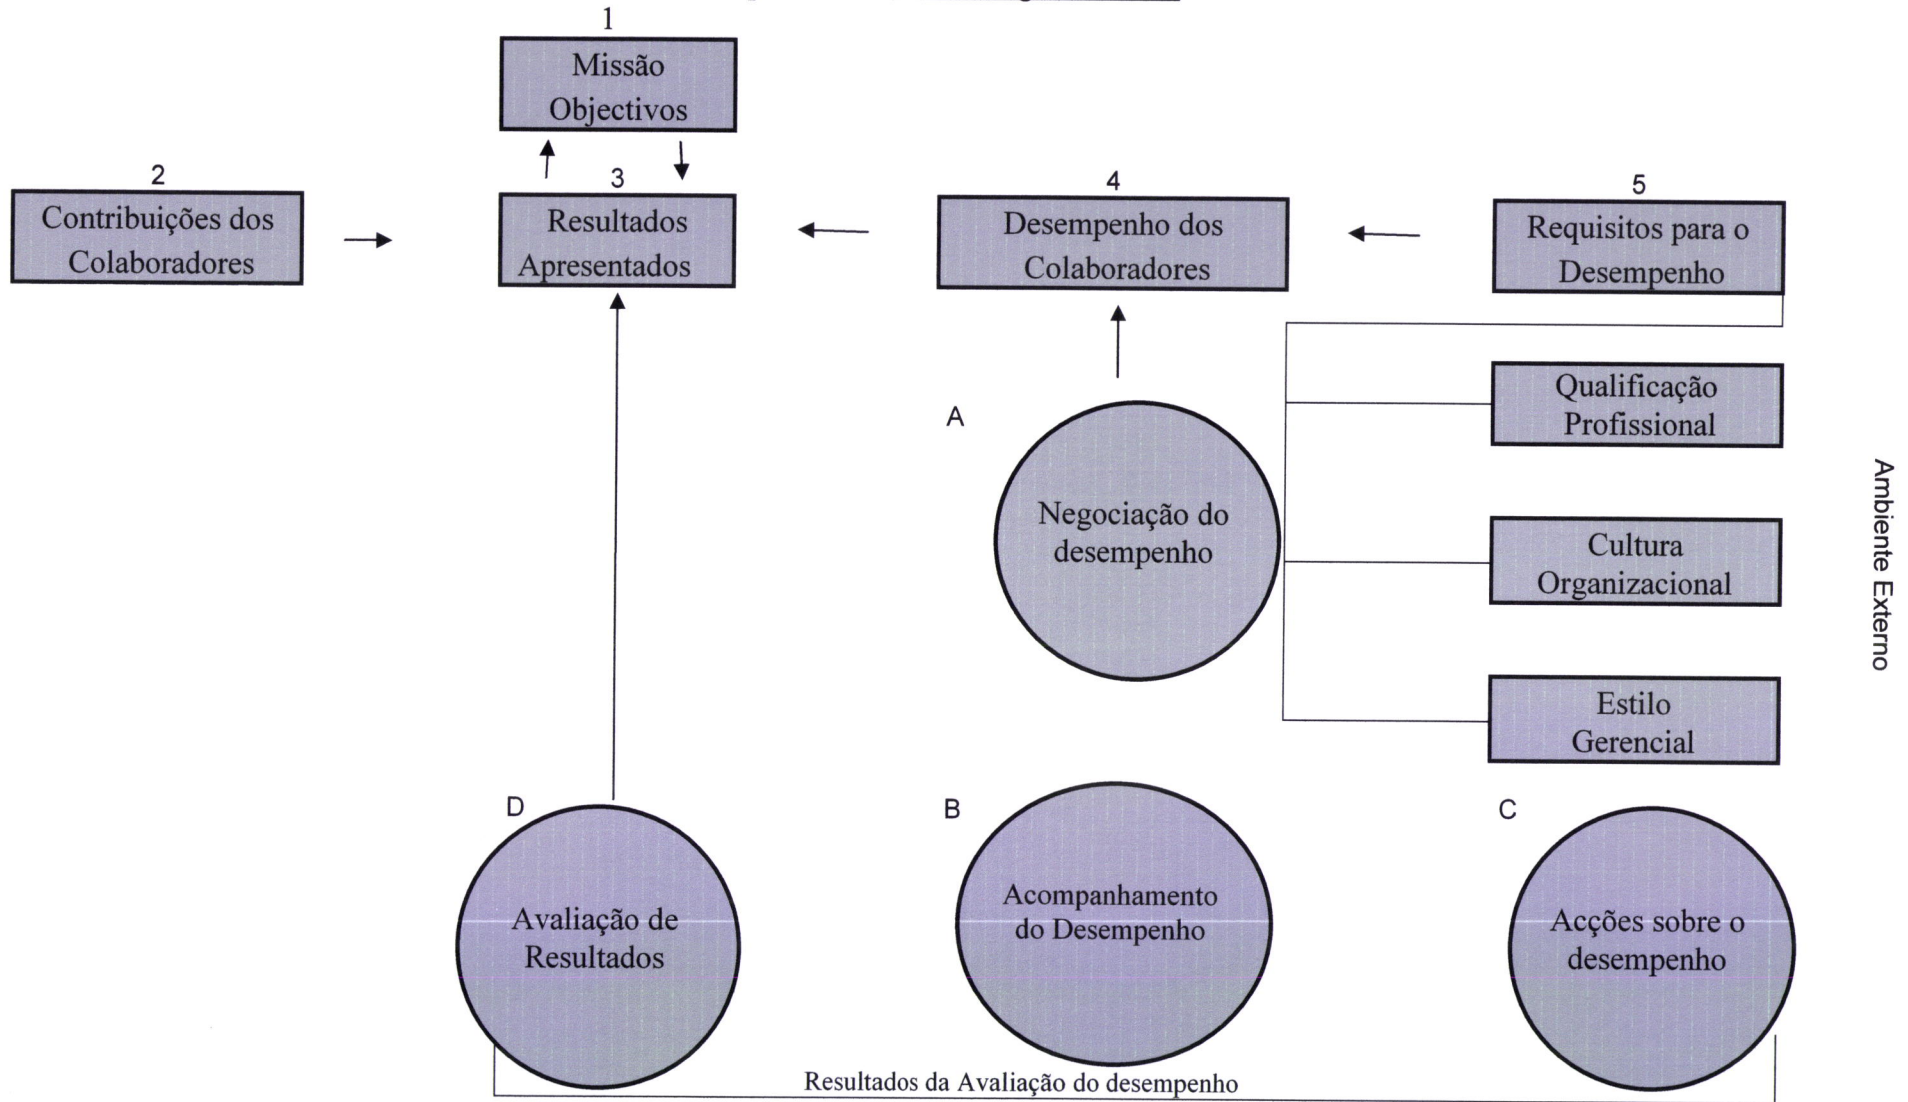 1
Missão
Objectivos
2
Contribuições dos
Colaboradores
3
Resultados
Apresentados
4
Desempenho dos
Colaboradores
5
Requisitos para o
Desempenho
Qualificação
Profissional
A
Negociação do
desempenho
Cultura
Organizacional
Ambiente Externo
Estilo
Gerencial
D
Avaliação de
Resultados
B
Acompanhamento
do Desempenho
C
Acções sobre o
desempenho
Resultados da Avaliação do desempenho